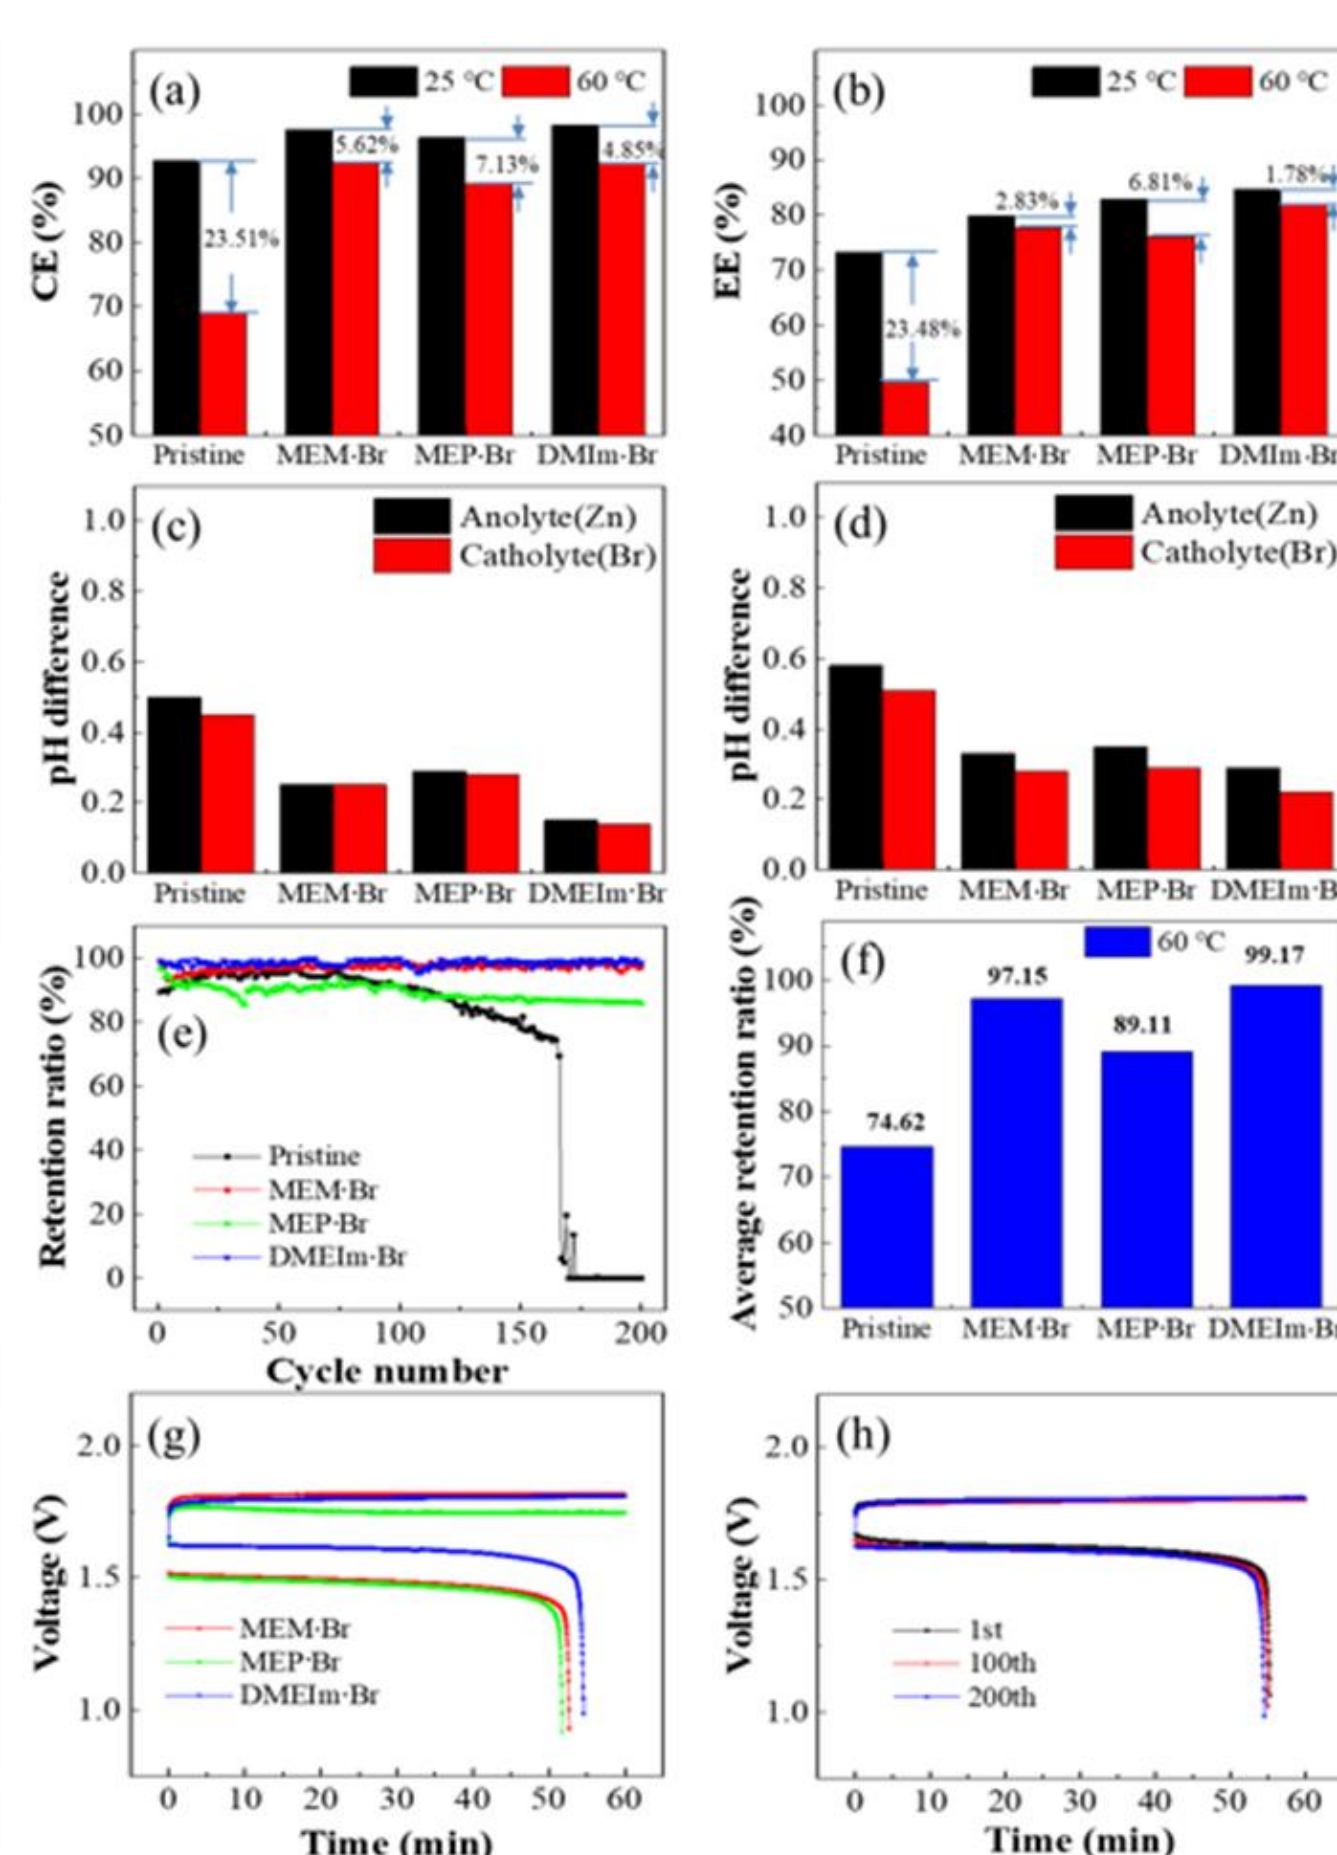 (a)
25 °C
60 °C
CE (%)
100
90
80
70
60
50
23.51%
5.62%
7.13%
4.85%
Pristine
MEM·Br
MEP·Br
DMIm·Br
(b)
25 °C
60 °C
EE (%)
100
90
80
70
60
50
40
23.48%
2.83%
6.81%
1.78%
Pristine
MEM·Br
MEP·Br
DMIm·Br
(c)
Anolyte(Zn)
Catholyte(Br)
pH difference
1.0
0.8
0.6
0.4
0.2
0.0
Pristine
MEM·Br
MEP·Br
DMEIm·Br
(d)
Anolyte(Zn)
Catholyte(Br)
pH difference
1.0
0.8
0.6
0.4
0.2
0.0
Pristine
MEM·Br
MEP·Br
DMEIm·Br
(e)
Retention ratio (%)
100
80
60
40
20
0
Pristine
MEM·Br
MEP·Br
DMEIm·Br
0
50
100
150
200
Cycle number
(f)
60 °C
Average retention ratio (%)
100
90
80
70
60
50
74.62
97.15
89.11
99.17
Pristine
MEM·Br
MEP·Br
DMEIm·Br
(g)
Voltage (V)
2.0
1.5
1.0
MEM·Br
MEP·Br
DMEIm·Br
0
10
20
30
40
50
60
Time (min)
(h)
Voltage (V)
2.0
1.5
1.0
1st
100th
200th
0
10
20
30
40
50
60
Time (min)